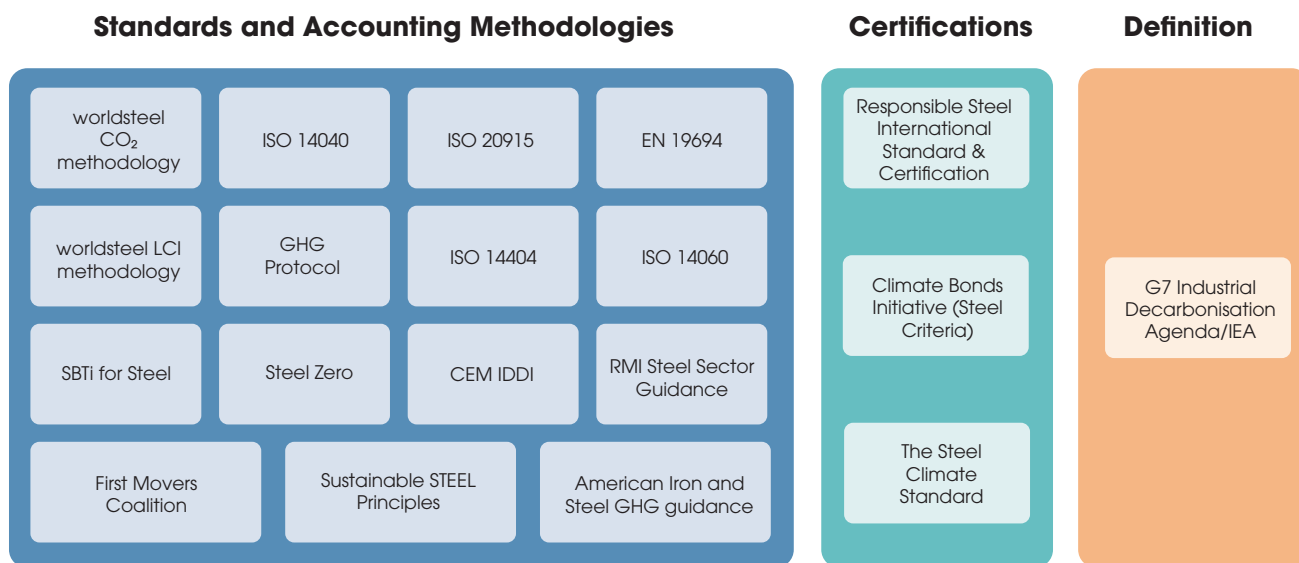 Standards and Accounting Methodologies
worldsteel
CO₂
methodology
ISO 14040
ISO 20915
EN 19694
worldsteel LCI
methodology
GHG
Protocol
ISO 14404
ISO 14060
SBTi for Steel
Steel Zero
CEM IDDI
RMI Steel Sector
Guidance
First Movers
Coalition
Sustainable STEEL
Principles
American Iron and
Steel GHG guidance
Certifications
Responsible Steel
International
Standard &
Certification
Climate Bonds
Initiative (Steel
Criteria)
The Steel
Climate
Standard
Definition
G7 Industrial
Decarbonisation
Agenda/IEA